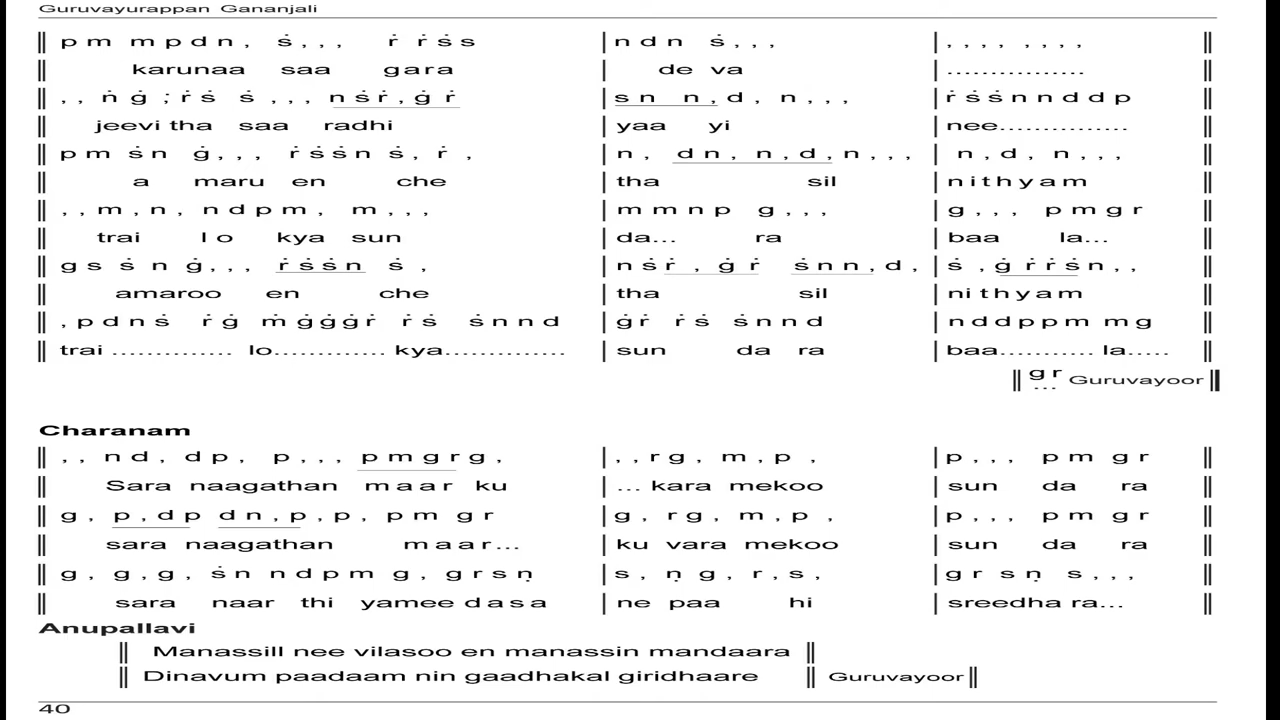 Guruvayurappan Gananjali
‖ p m m p d n , ṡ , , , ṙ ṙ ṡ s | n d n ṡ , , , | , , , , , , , , ‖
‖ karunaa saa gara | de va | ............... ‖
‖ , , ṅ ġ ; ṙ ṡ ṡ , , , n ṡ ṙ , ġ ṙ | s n n , d , n , , , | ṙ ṡ ṡ n n d d p ‖
‖ jeevi tha saa radhi | yaa yi | nee.............. ‖
‖ p m ṡ n ġ , , , ṙ ṡ ṡ n ṡ , ṙ , | n , d n , n , d , n , , , | n , d , n , , , ‖
‖ a maru en che | tha sil | nithyam ‖
‖ , , m , n , n d p m , m , , , | m m n p g , , , | g , , , p m g r ‖
‖ trai lo kya sun | da... ra | baa la... ‖
‖ g s ṡ n ġ , , , ṙ ṡ ṡ n ṡ , | n ṡ ṙ , ġ ṙ ṡ n n , d , | ṡ , ġ ṙ ṙ ṡ n , , ‖
‖ amaroo en che | tha sil | nithyam ‖
‖ , p d n ṡ ṙ ġ ṁ ġ ġ ġ ṙ ṙ ṡ ṡ n n d | ġ ṙ ṙ ṡ ṡ n n d | n d d p p m m g ‖
‖ trai ............. lo............ kya............. | sun da ra | baa.......... la..... ‖
‖ g r Guruvayoor ‖
...
Charanam
‖ , , n d , d p , p , , , p m g r g , | , , r g , m , p , | p , , , p m g r ‖
‖ Sara naagathan maar ku | ... kara mekoo | sun da ra ‖
‖ g , p , d p d n , p , p , p m g r | g , r g , m , p , | p , , , p m g r ‖
‖ sara naagathan maar... | ku vara mekoo | sun da ra ‖
‖ g , g , g , ṡ n n d p m g , g r s ṇ | s , ṇ g , r , s , | g r s ṇ s , , , ‖
‖ sara naar thi yamee dasa | ne paa hi | sreedha ra... ‖
Anupallavi
‖ Manassill nee vilasoo en manassin mandaara ‖
‖ Dinavum paadaam nin gaadhakal giridhaare ‖ Guruvayoor ‖
40